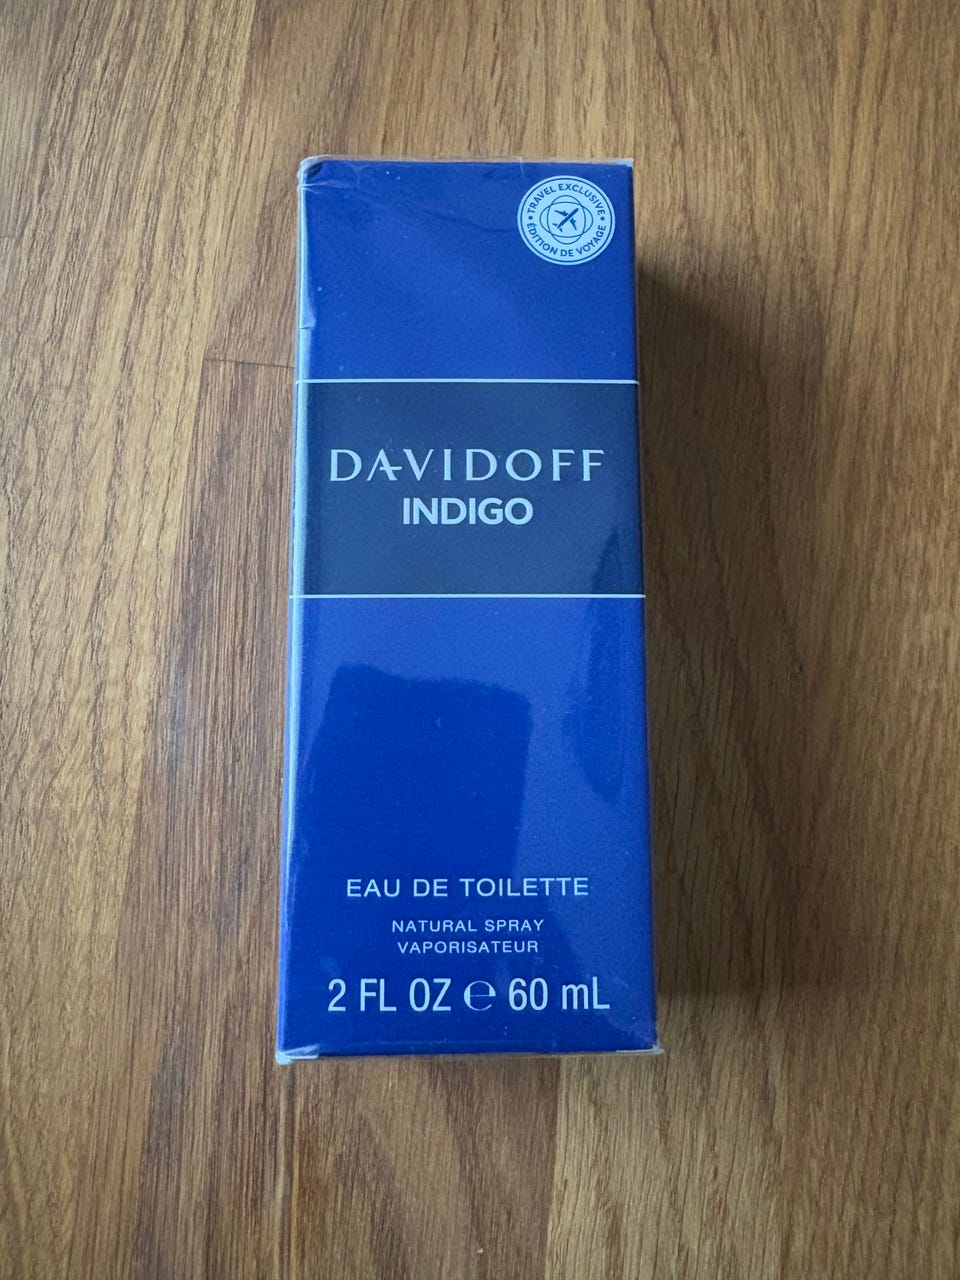 • TRAVEL EXCLUSIVE •
ÉDITION DE VOYAGE
DAVIDOFF
INDIGO
EAU DE TOILETTE
NATURAL SPRAY
VAPORISATEUR
2 FL OZ ℮ 60 mL